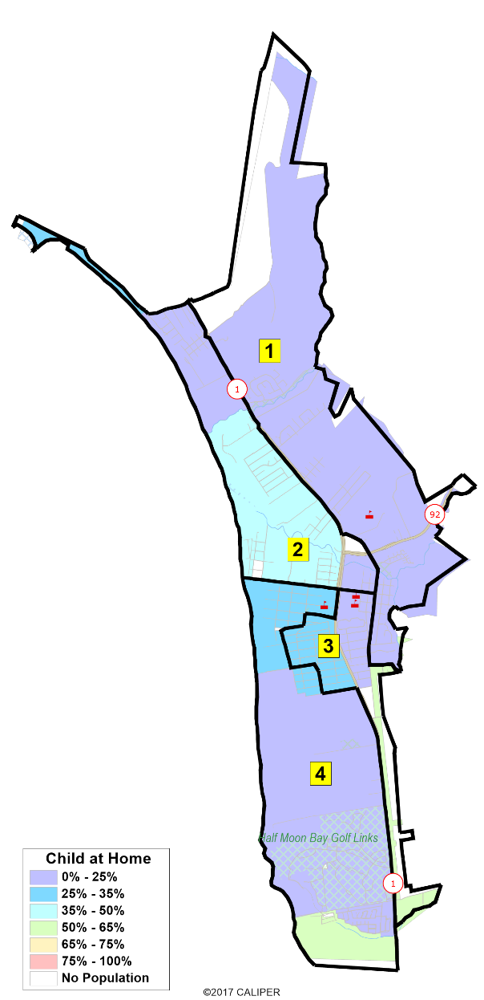 1
1
92
2
3
4
Half Moon Bay Golf Links
1
Child at Home
0% - 25%
25% - 35%
35% - 50%
50% - 65%
65% - 75%
75% - 100%
No Population
©2017 CALIPER